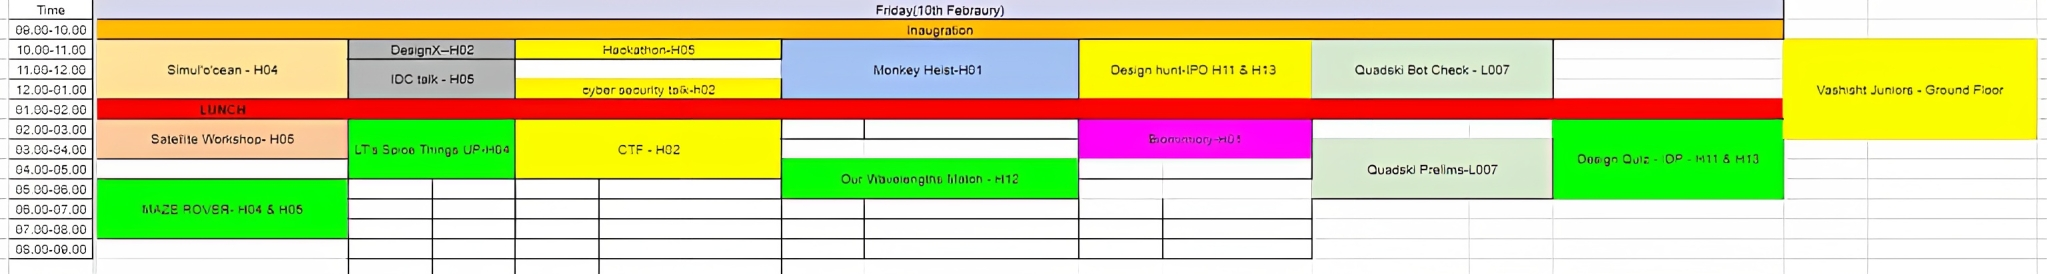 Time Friday(10th Febraury)
09.00-10.00 Inaugration
10.00-11.00 DesignX--H02 Hackathon-H05
11.00-12.00 Simul'o'cean - H04 IDC talk - H05 Monkey Heist-H01 Design hunt-IPO H11 & H13 Quadski Bot Check - L007
12.00-01.00 cyber security talk-h02 Vashisht Juniors - Ground Floor
01.00-02.00 LUNCH
02.00-03.00 Satellite Workshop- H05
03.00-04.00 LT's Spice Things UP-H04 CTF - H02
04.00-05.00 Design Quiz - IDP - H11 & H13
05.00-06.00 Our Wavelengths Match - H12 Quadski Prelims-L007
06.00-07.00 MAZE ROVER- H04 & H05
07.00-08.00
08.00-09.00